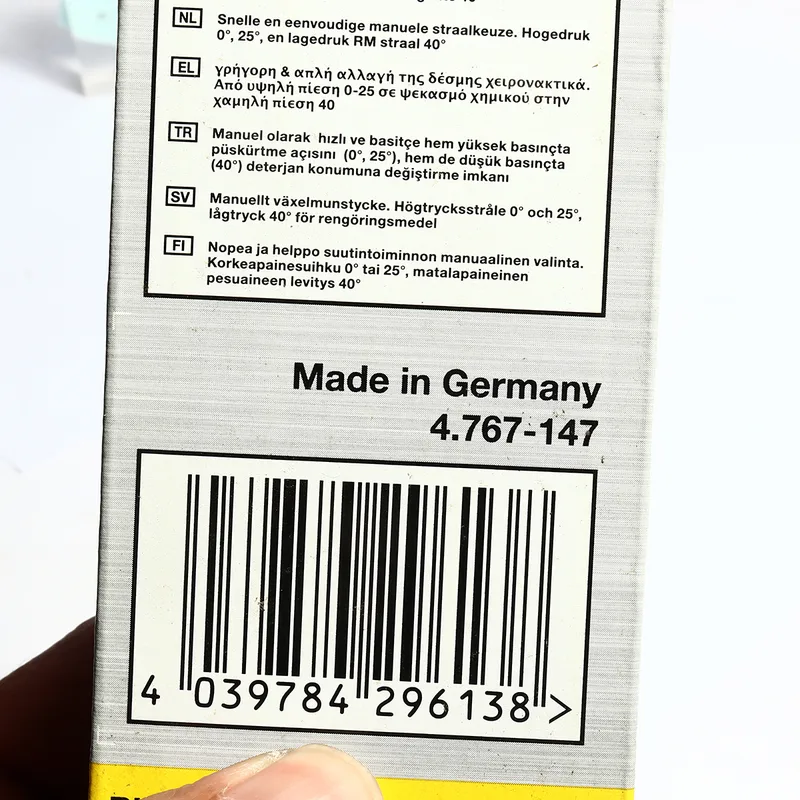 NL Snelle en eenvoudige manuele straalkeuze. Hogedruk
0°, 25°, en lagedruk RM straal 40°
EL γρήγορη & απλή αλλαγή της δέσμης χειρονακτικά.
Από υψηλή πίεση 0-25 σε ψεκασμό χημικού στην
χαμηλή πίεση 40
TR Manuel olarak hızlı ve basitçe hem yüksek basınçta
püskürtme açısını (0°, 25°), hem de düşük basınçta
(40°) deterjan konumuna değiştirme imkanı
SV Manuellt växelmunstycke. Högtrycksstråle 0° och 25°,
lågtryck 40° för rengöringsmedel
FI Nopea ja helppo suutintoiminnon manuaalinen valinta.
Korkeapainesuihku 0° tai 25°, matalapaineinen
pesuaineen levitys 40°
Made in Germany
4.767-147
4 039784 296138 >